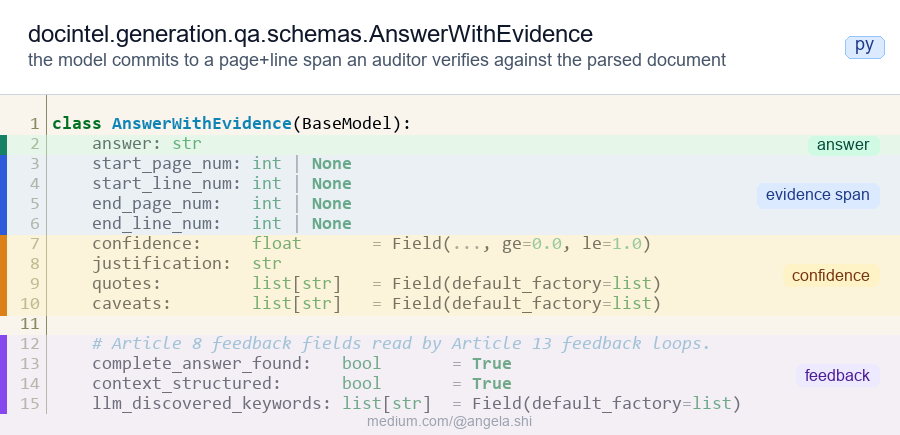 docintel.generation.qa.schemas.AnswerWithEvidence
the model commits to a page+line span an auditor verifies against the parsed document
py
1 class AnswerWithEvidence(BaseModel):
2     answer: str
answer
3     start_page_num: int | None
4     start_line_num: int | None
evidence span
5     end_page_num:   int | None
6     end_line_num:   int | None
7     confidence:     float       = Field(..., ge=0.0, le=1.0)
8     justification:  str
confidence
9     quotes:         list[str]   = Field(default_factory=list)
10     caveats:        list[str]   = Field(default_factory=list)
11
12     # Article 8 feedback fields read by Article 13 feedback loops.
13     complete_answer_found:   bool       = True
feedback
14     context_structured:      bool       = True
15     llm_discovered_keywords: list[str]  = Field(default_factory=list)
medium.com/@angela.shi